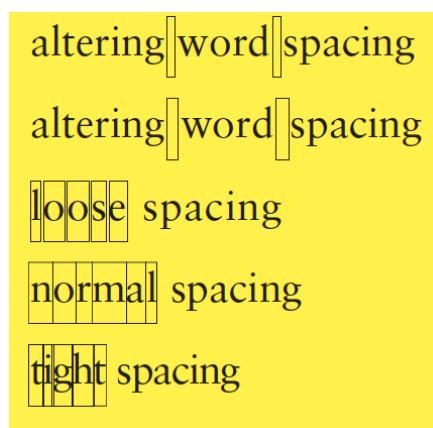 altering word spacing
altering word spacing
loose spacing
normal spacing
tight spacing